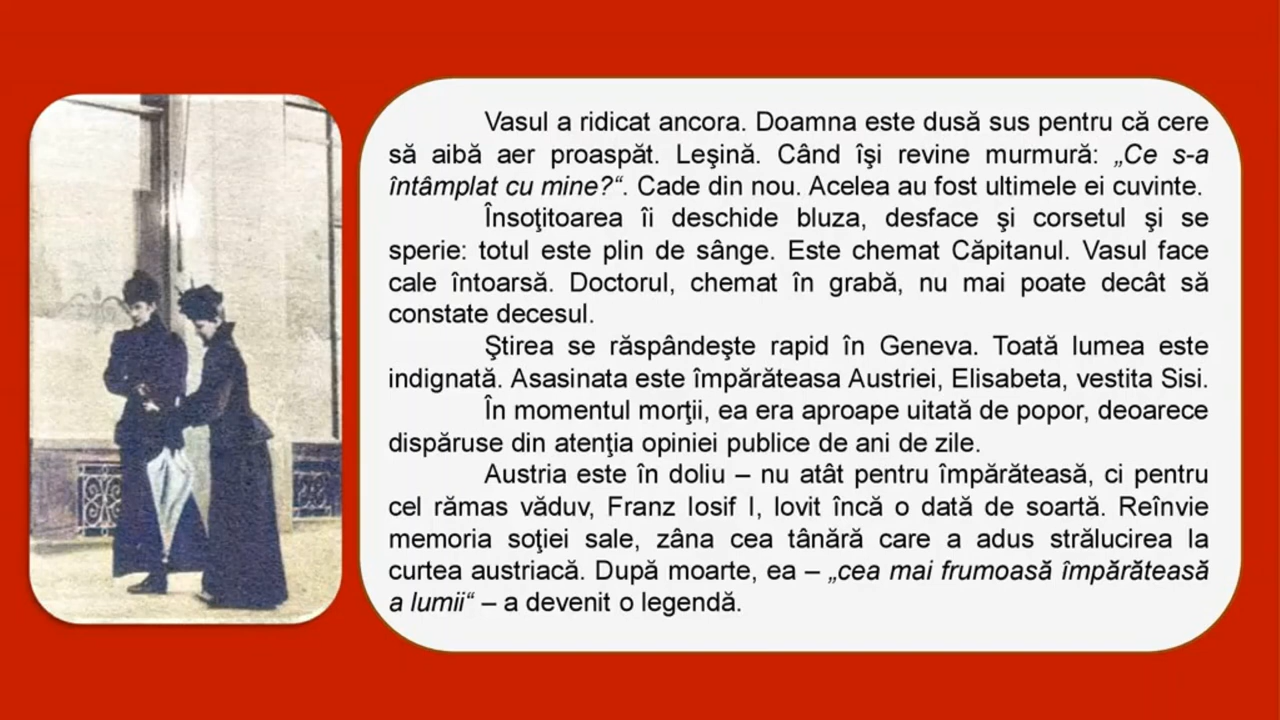 Vasul a ridicat ancora. Doamna este dusă sus pentru că cere
să aibă aer proaspăt. Leşină. Când îşi revine murmură: „Ce s-a
întâmplat cu mine?“. Cade din nou. Acelea au fost ultimele ei cuvinte.
Însoţitoarea îi deschide bluza, desface şi corsetul şi se
sperie: totul este plin de sânge. Este chemat Căpitanul. Vasul face
cale întoarsă. Doctorul, chemat în grabă, nu mai poate decât să
constate decesul.
Ştirea se răspândeşte rapid în Geneva. Toată lumea este
indignată. Asasinata este împărăteasa Austriei, Elisabeta, vestita Sisi.
În momentul morţii, ea era aproape uitată de popor, deoarece
dispăruse din atenţia opiniei publice de ani de zile.
Austria este în doliu – nu atât pentru împărăteasă, ci pentru
cel rămas văduv, Franz Iosif I, lovit încă o dată de soartă. Reînvie
memoria soţiei sale, zâna cea tânără care a adus strălucirea la
curtea austriacă. După moarte, ea – „cea mai frumoasă împărăteasă
a lumii“ – a devenit o legendă.